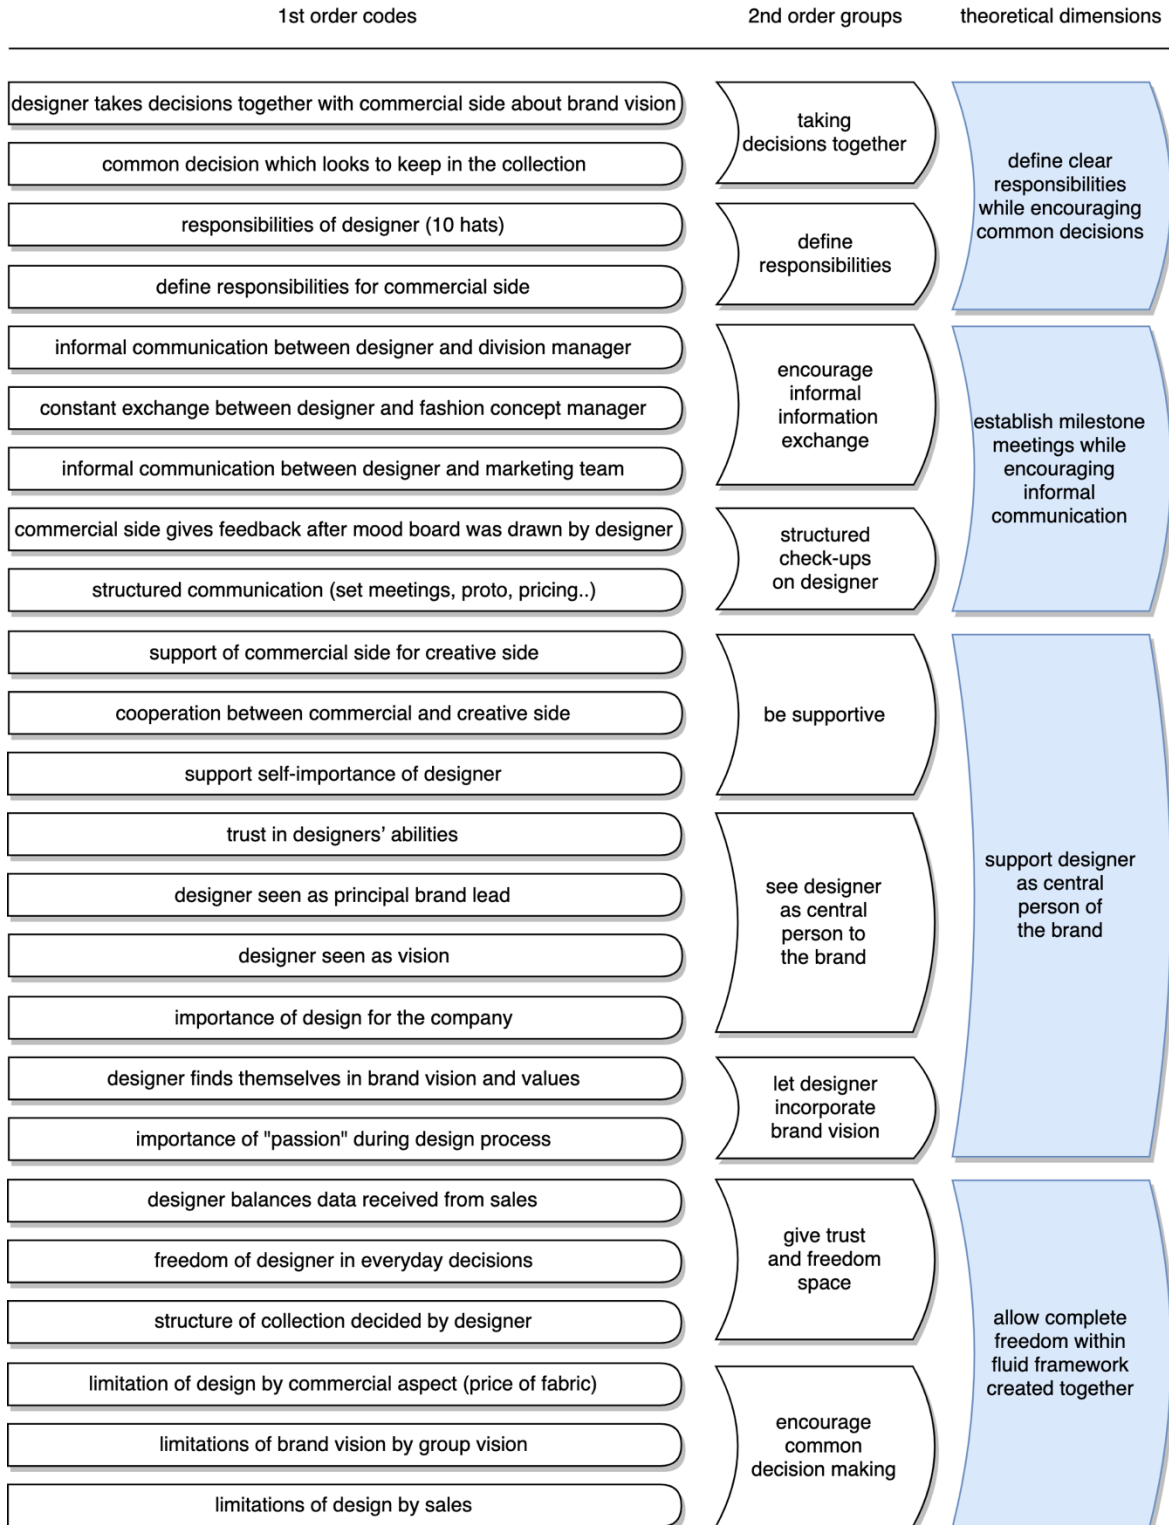 1st order codes
2nd order groups
theoretical dimensions
designer takes decisions together with commercial side about brand vision
common decision which looks to keep in the collection
responsibilities of designer (10 hats)
define responsibilities for commercial side
informal communication between designer and division manager
constant exchange between designer and fashion concept manager
informal communication between designer and marketing team
commercial side gives feedback after mood board was drawn by designer
structured communication (set meetings, proto, pricing..)
support of commercial side for creative side
cooperation between commercial and creative side
support self-importance of designer
trust in designers’ abilities
designer seen as principal brand lead
designer seen as vision
importance of design for the company
designer finds themselves in brand vision and values
importance of "passion" during design process
designer balances data received from sales
freedom of designer in everyday decisions
structure of collection decided by designer
limitation of design by commercial aspect (price of fabric)
limitations of brand vision by group vision
limitations of design by sales
taking
decisions together
define
responsibilities
encourage
informal
information
exchange
structured
check-ups
on designer
be supportive
see designer
as central
person to
the brand
let designer
incorporate
brand vision
give trust
and freedom
space
encourage
common
decision making
define clear
responsibilities
while encouraging
common decisions
establish milestone
meetings while
encouraging
informal
communication
support designer
as central
person of
the brand
allow complete
freedom within
fluid framework
created together